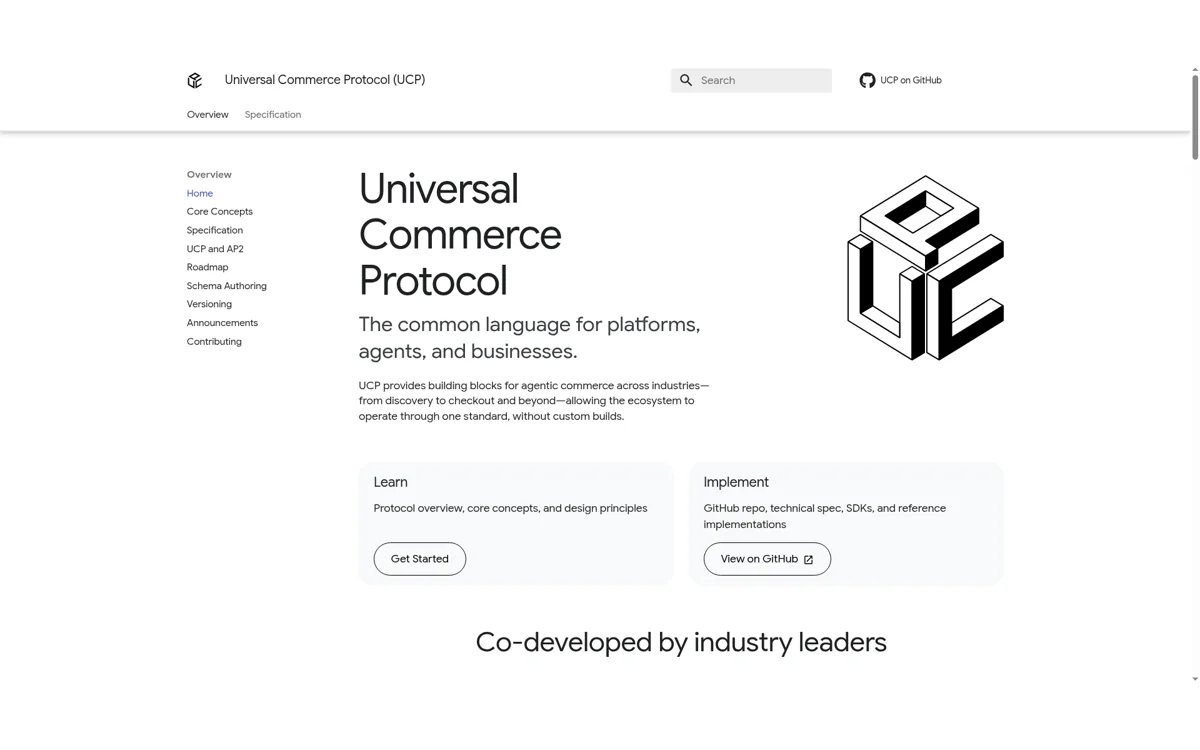 Universal Commerce Protocol (UCP)
Search
UCP on GitHub
Overview
Specification
Overview
Home
Core Concepts
Specification
UCP and AP2
Roadmap
Schema Authoring
Versioning
Announcements
Contributing
Universal
Commerce
Protocol
The common language for platforms,
agents, and businesses.
UCP provides building blocks for agentic commerce across industries—
from discovery to checkout and beyond—allowing the ecosystem to
operate through one standard, without custom builds.
UCP
Learn
Protocol overview, core concepts, and design principles
Get Started
Implement
GitHub repo, technical spec, SDKs, and reference
implementations
View on GitHub
Co-developed by industry leaders